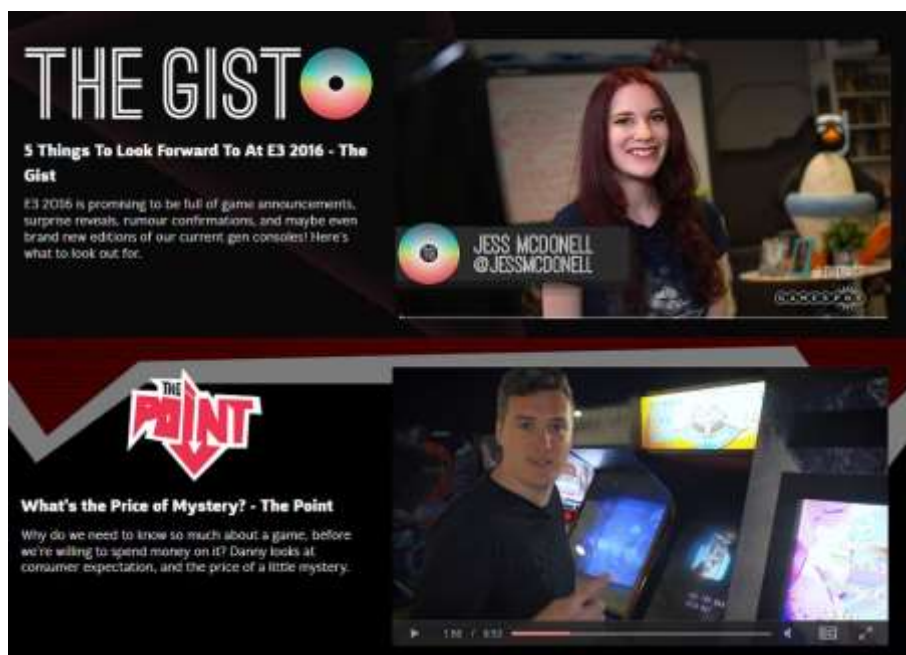 THE GIST
5 Things To Look Forward To At E3 2016 - The
Gist
E3 2016 is promising to be full of game announcements,
surprise reveals, rumour confirmations, and maybe even
brand new editions of our current gen consoles! Here's
what to look out for.
JESS MCDONELL
@JESSMCDONELL
GAMESPOT
THE
POINT
What's the Price of Mystery? - The Point
Why do we need to know so much about a game, before
we're willing to spend money on it? Danny looks at
consumer expectation, and the price of a little mystery.